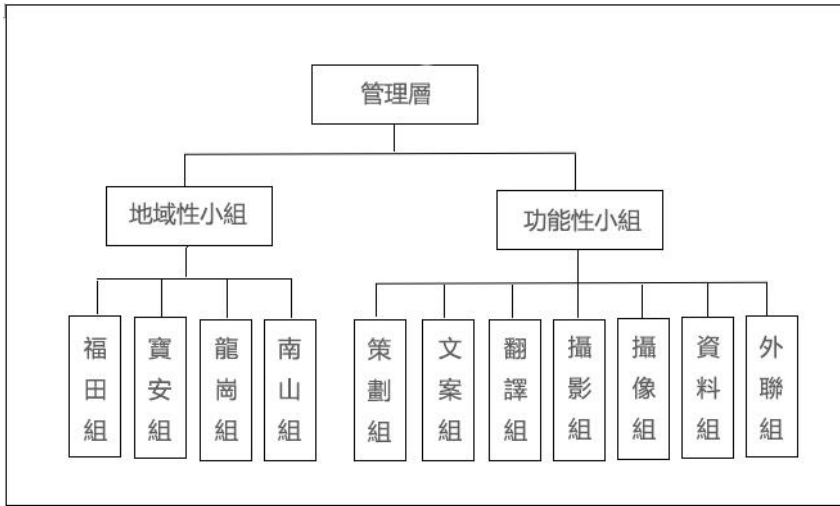 管理層
地域性小組
功能性小組
福田組
寶安組
龍崗組
南山組
策劃組
文案組
翻譯組
攝影組
攝像組
資料組
外聯組